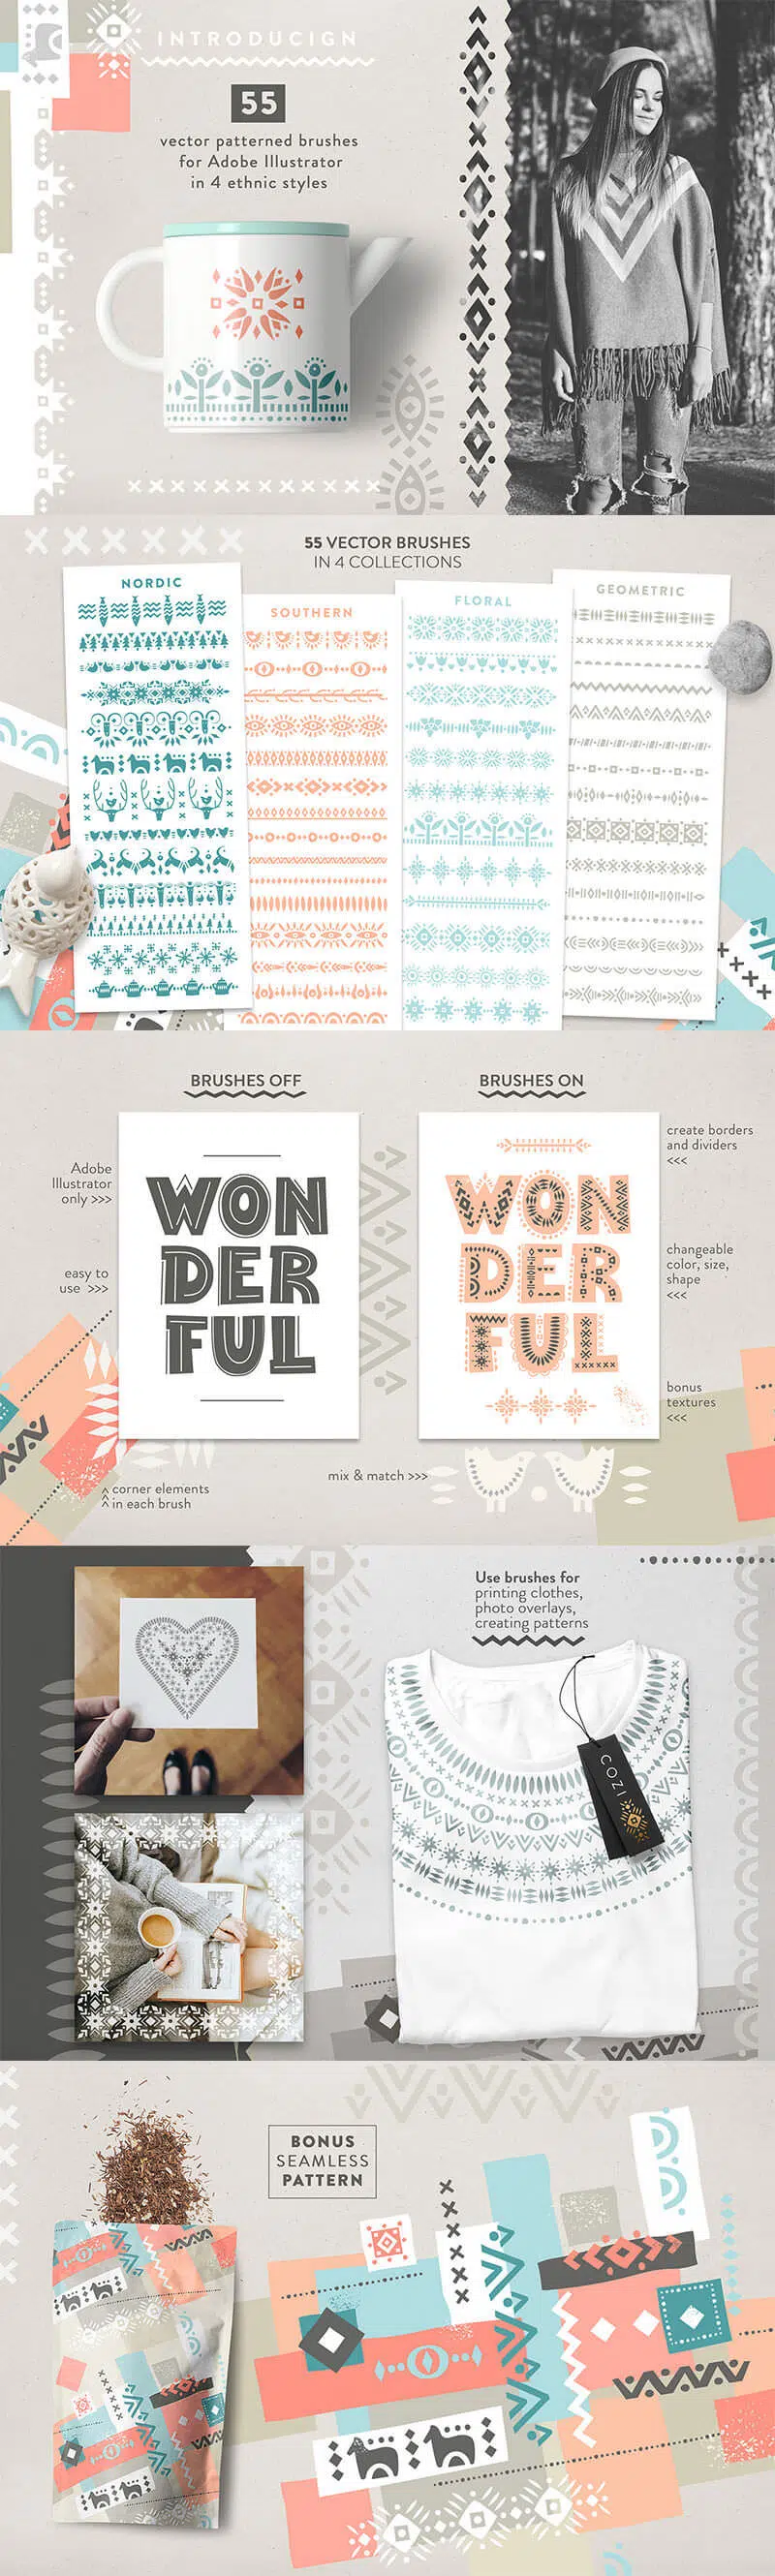 INTRODUCIGN
55
vector patterned brushes
for Adobe Illustrator
in 4 ethnic styles
55 VECTOR BRUSHES
IN 4 COLLECTIONS
NORDIC
SOUTHERN
FLORAL
GEOMETRIC
BRUSHES OFF
BRUSHES ON
Adobe
Illustrator
only >>>
easy to
use >>>
WON
DER
FUL
WON
DER
FUL
create borders
and dividers
<<<
changeable
color, size,
shape
<<<
bonus
textures
<<<
corner elements
in each brush
mix & match >>>
Use brushes for
printing clothes,
photo overlays,
creating patterns
COZI
BONUS
SEAMLESS
PATTERN